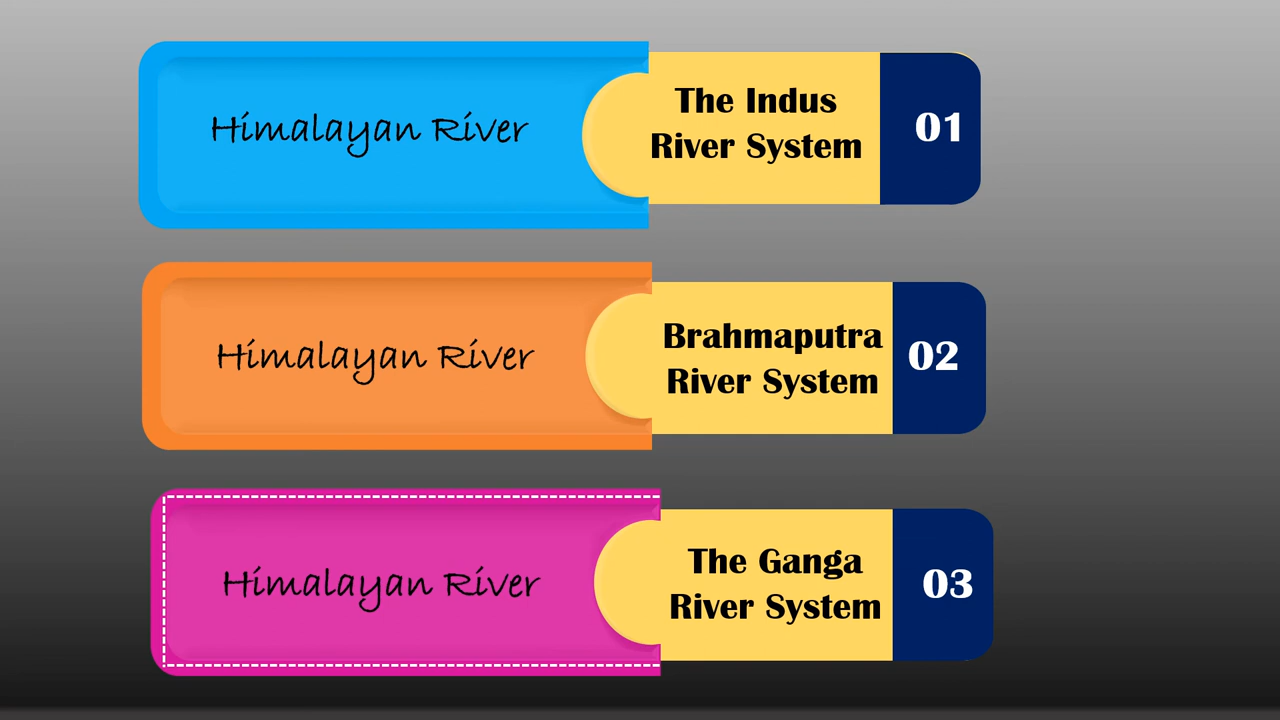 Himalayan River
The Indus
River System
01
Himalayan River
Brahmaputra
River System
02
Himalayan River
The Ganga
River System
03